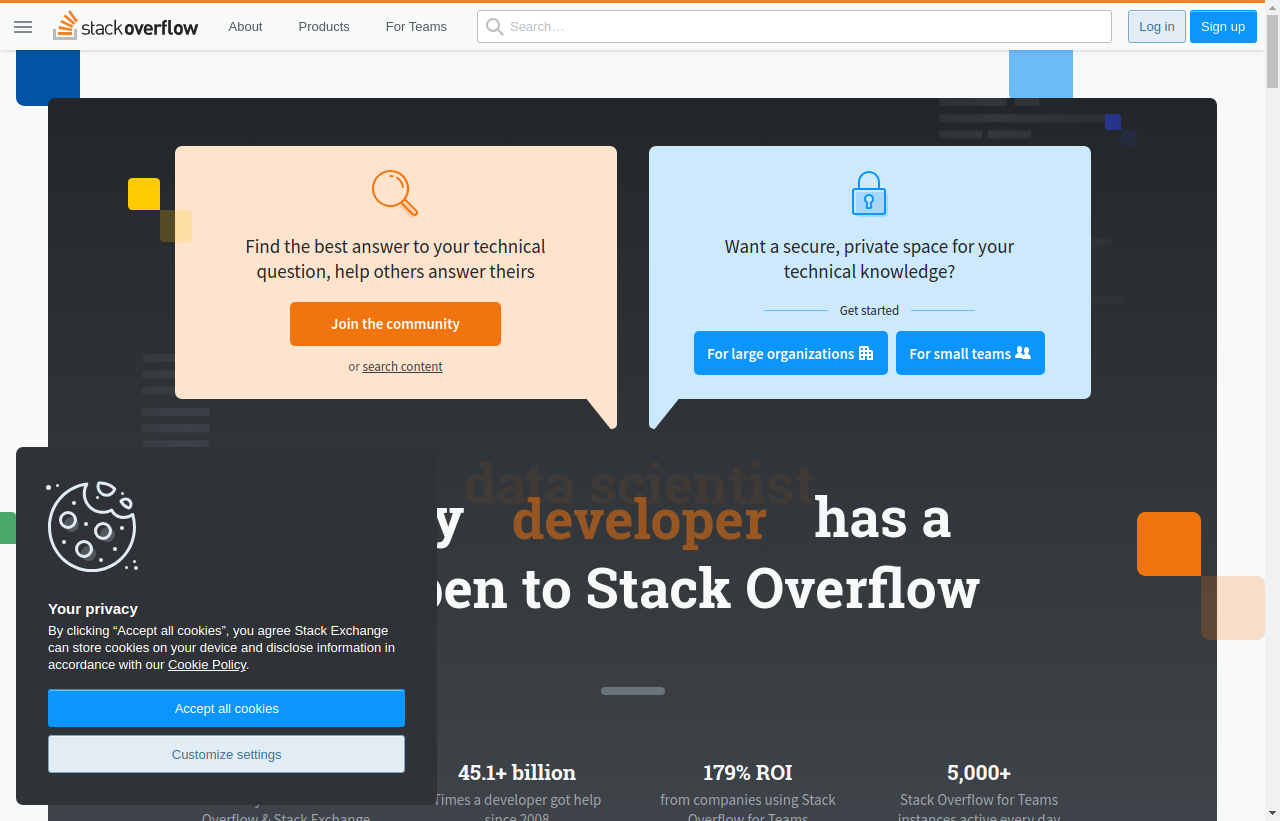 stackoverflow
About
Products
For Teams
Search…
Log in
Sign up
Find the best answer to your technical
question, help others answer theirs
Join the community
or search content
Want a secure, private space for your
technical knowledge?
Get started
For large organizations
For small teams
data scientist
developer has a
to Stack Overflow
Your privacy
By clicking “Accept all cookies”, you agree Stack Exchange
can store cookies on your device and disclose information in
accordance with our Cookie Policy.
Accept all cookies
Customize settings
45.1+ billion
Times a developer got help
since 2008
179% ROI
from companies using Stack
Overflow for Teams
5,000+
Stack Overflow for Teams
instances active every day
Overflow & Stack Exchange